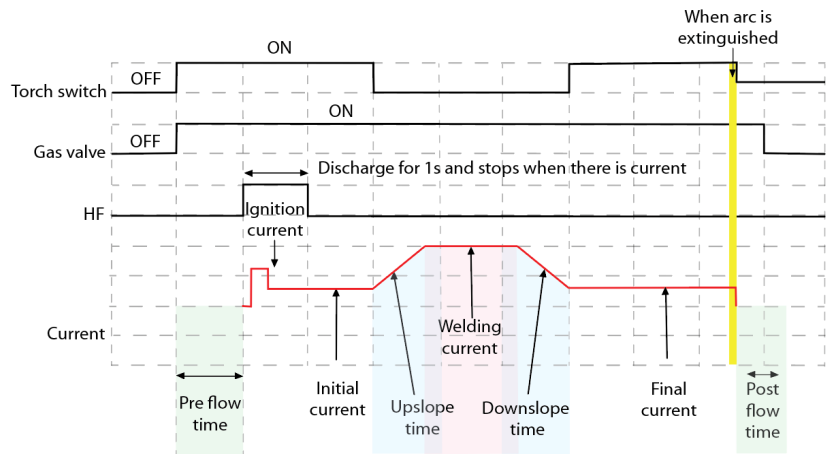 When arc is
extinguished
ON
OFF
Torch switch
ON
OFF
Gas valve
Discharge for 1s and stops when there is current
HF
Ignition
current
Current
Welding
current
Pre flow
time
Initial
current
Upslope
time
Downslope
time
Final
current
Post
flow
time